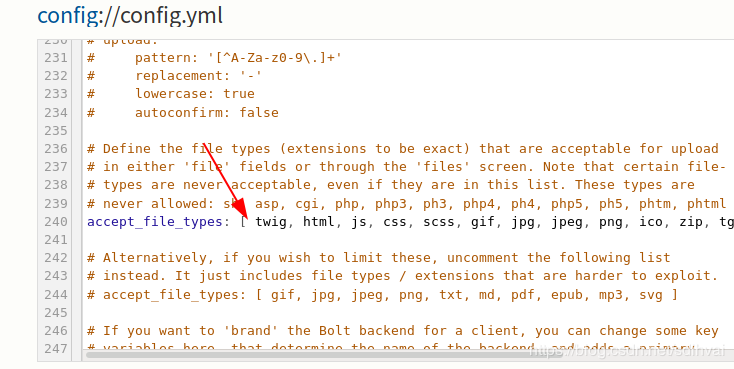 config://config.yml
230 # upload:
231 #     pattern: '[^A-Za-z0-9\.]+'
232 #     replacement: '-'
233 #     lowercase: true
234 #     autoconfirm: false
235
236 # Define the file types (extensions to be exact) that are acceptable for upload
237 # in either 'file' fields or through the 'files' screen. Note that certain file-
238 # types are never acceptable, even if they are in this list. These types are
239 # never allowed: sh, asp, cgi, php, php3, ph3, php4, ph4, php5, ph5, phtm, phtml
240 accept_file_types: [ twig, html, js, css, scss, gif, jpg, jpeg, png, ico, zip, tg
241
242 # Alternatively, if you wish to limit these, uncomment the following list
243 # instead. It just includes file types / extensions that are harder to exploit.
244 # accept_file_types: [ gif, jpg, jpeg, png, txt, md, pdf, epub, mp3, svg ]
245
246 # If you want to 'brand' the Bolt backend for a client, you can change some key
247 # variables here, that determine the name of the backend, and adds a primary